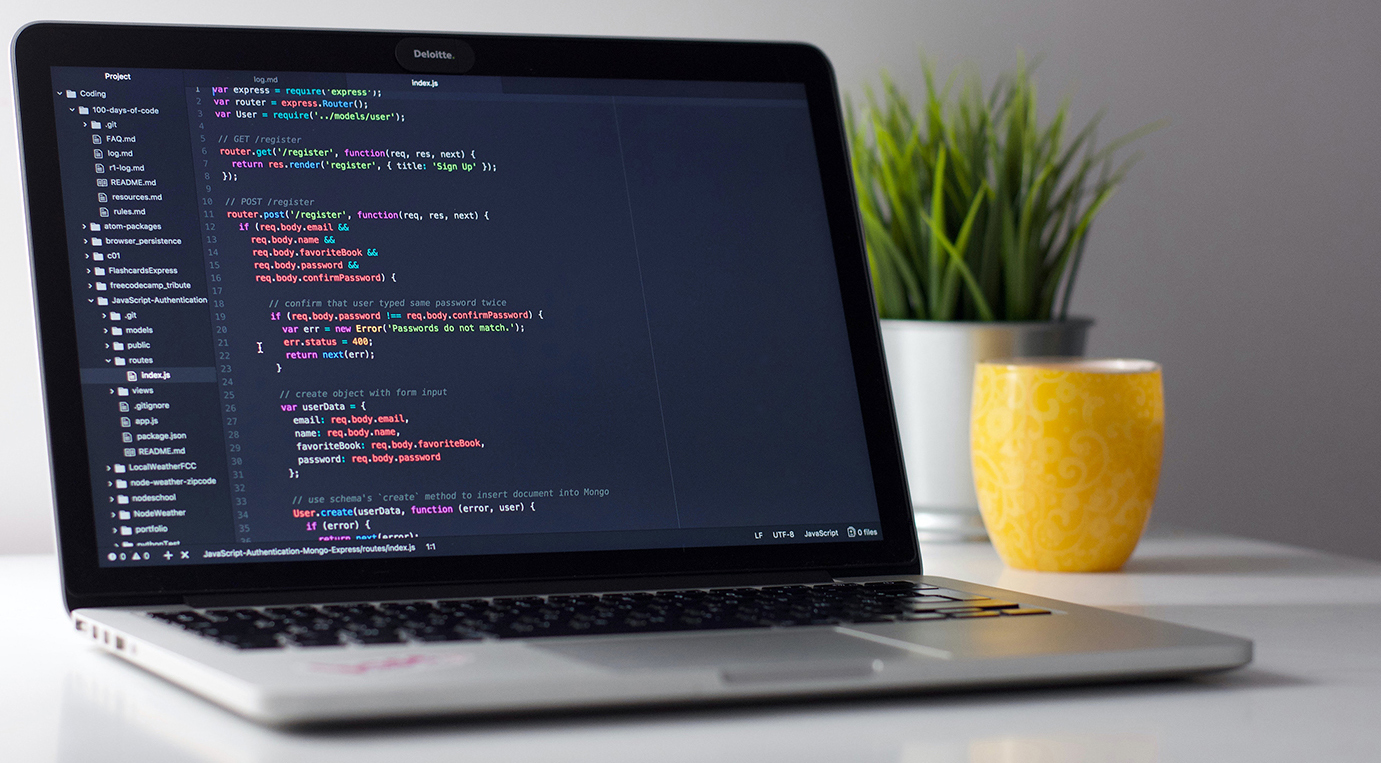 Deloitte.
Project
Coding
100-days-of-code
.git
FAQ.md
log.md
r1-log.md
README.md
resources.md
rules.md
atom-packages
browser_persistence
c01
FlashcardsExpress
freecodecamp_tribute
JavaScript-Authentication
.git
models
public
routes
index.js
views
.gitignore
app.js
package.json
README.md
LocalWeatherFCC
node-weather-zipcode
nodeschool
NodeWeather
portfolio
pythonTest
log.md index.js
1 var express = require('express');
2 var router = express.Router();
3 var User = require('../models/user');
4
5 // GET /register
6 router.get('/register', function(req, res, next) {
7 return res.render('register', { title: 'Sign Up' });
8 });
9
10 // POST /register
11 router.post('/register', function(req, res, next) {
12 if (req.body.email &&
13 req.body.name &&
14 req.body.favoriteBook &&
15 req.body.password &&
16 req.body.confirmPassword) {
17
18 // confirm that user typed same password twice
19 if (req.body.password !== req.body.confirmPassword) {
20 var err = new Error('Passwords do not match.');
21 err.status = 400;
22 return next(err);
23 }
24
25 // create object with form input
26 var userData = {
27 email: req.body.email,
28 name: req.body.name,
29 favoriteBook: req.body.favoriteBook,
30 password: req.body.password
31 };
32
33 // use schema's `create` method to insert document into Mongo
34 User.create(userData, function (error, user) {
35 if (error) {
36 return next(error);
0 0 + × JavaScript-Authentication-Mongo-Express/routes/index.js 1:1 LF UTF-8 JavaScript 0 files